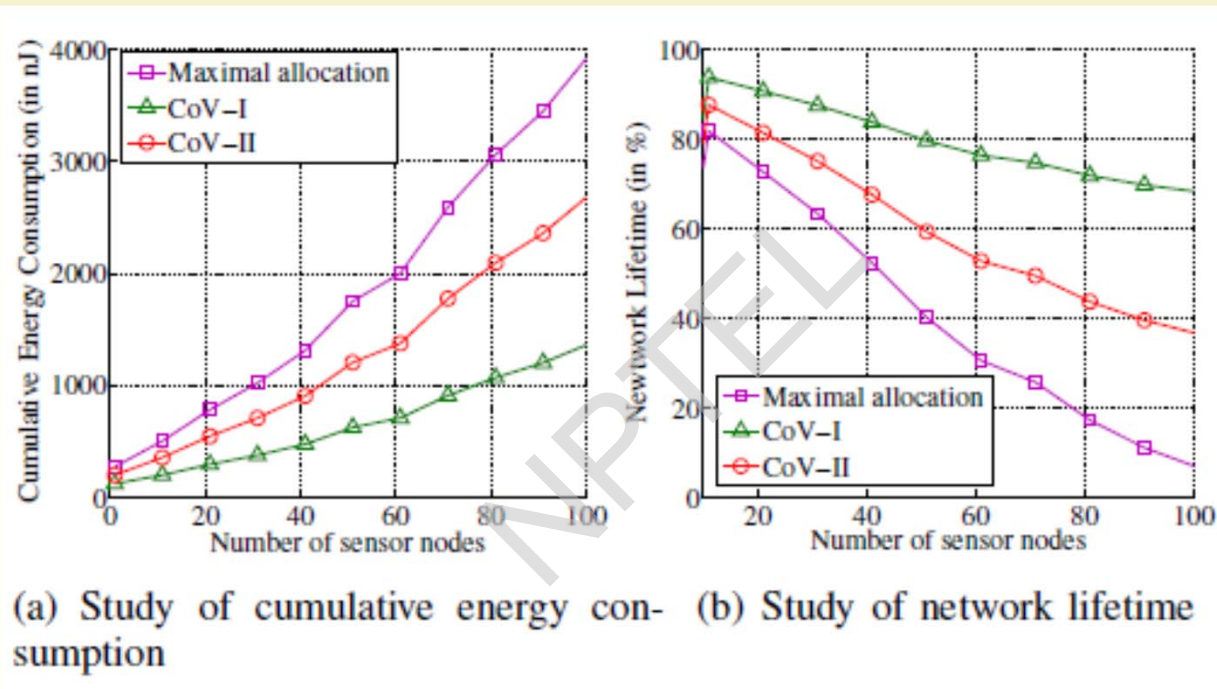 Cumulative Energy Consumption (in nJ)
4000
3000
2000
1000
0
Maximal allocation
CoV–I
CoV–II
0 20 40 60 80 100
Number of sensor nodes
(a) Study of cumulative energy con-
sumption
Newtwork Lifetime (in %)
100
80
60
40
20
0
Maximal allocation
CoV–I
CoV–II
20 40 60 80 100
Number of sensor nodes
(b) Study of network lifetime
NPTEL